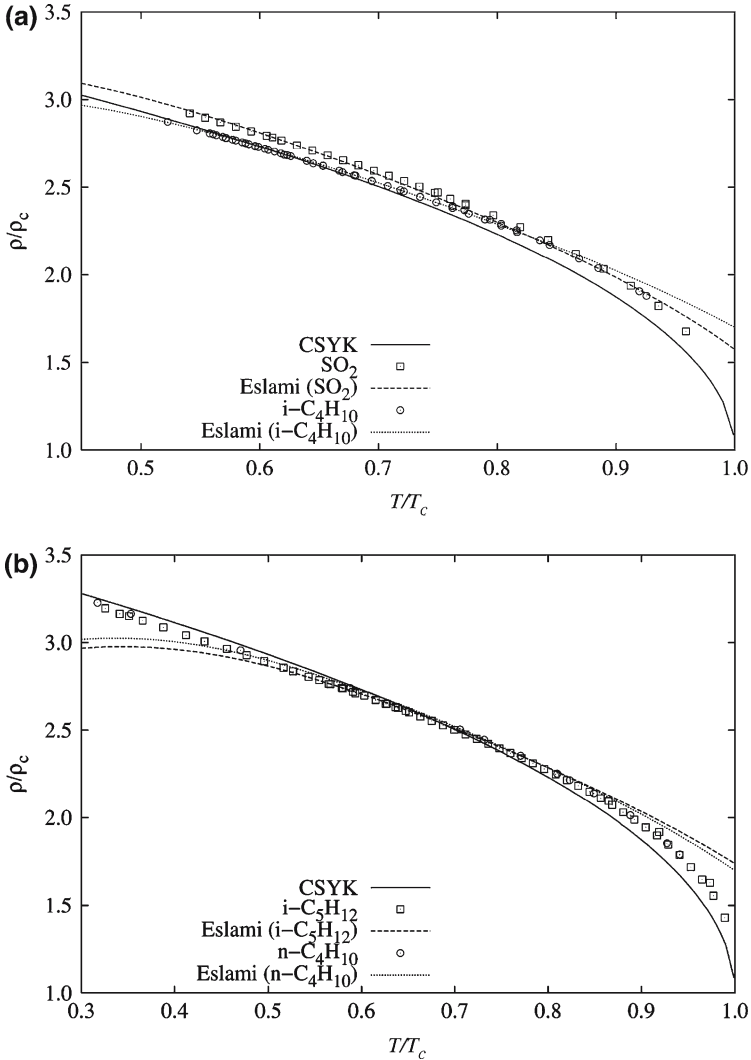 (a)
3.5
3.0
2.5
2.0
1.5
1.0
ρ/ρc
CSYK
SO2
Eslami (SO2)
i−C4H10
Eslami (i−C4H10)
0.5 0.6 0.7 0.8 0.9 1.0
T/Tc
(b)
3.5
3.0
2.5
2.0
1.5
1.0
ρ/ρc
CSYK
i−C5H12
Eslami (i−C5H12)
n−C4H10
Eslami (n−C4H10)
0.3 0.4 0.5 0.6 0.7 0.8 0.9 1.0
T/Tc